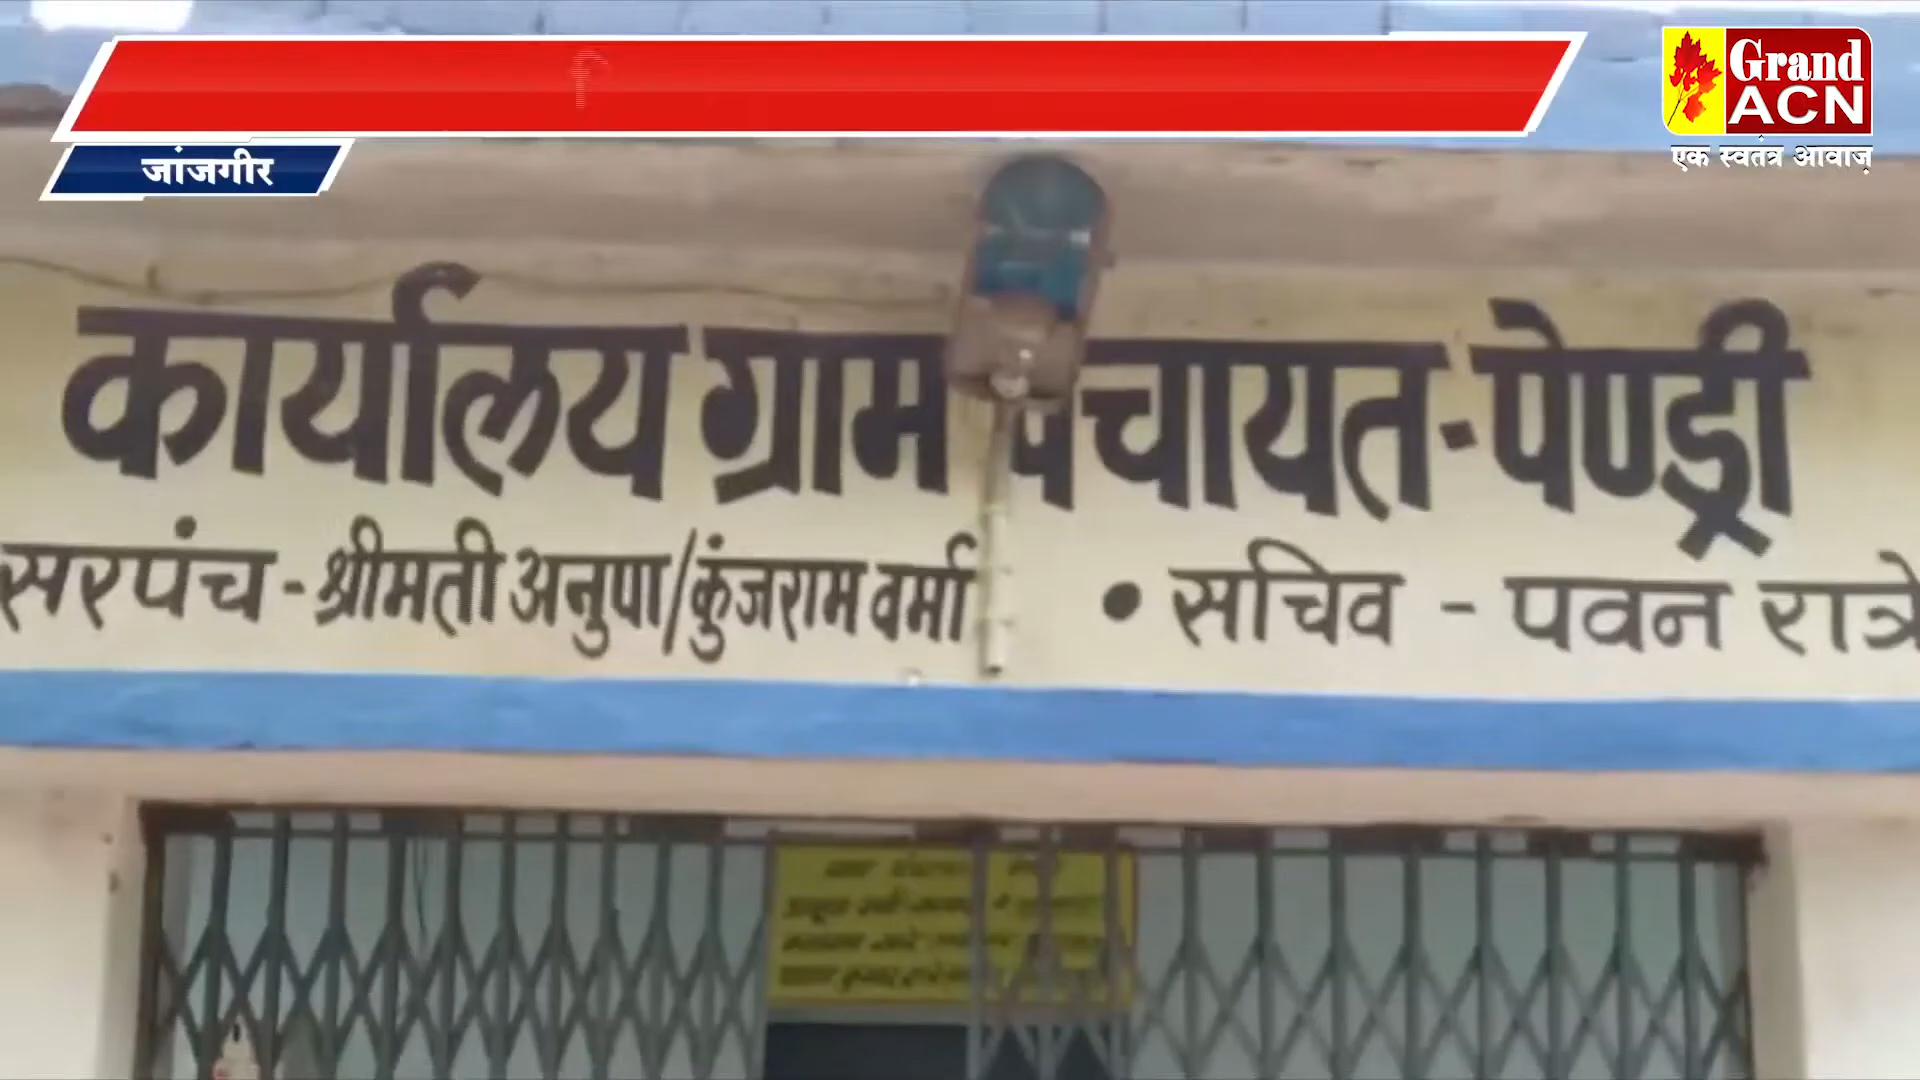 Grand
ACN
एक स्वतंत्र आवाज़
जांजगीर
कार्यालय ग्राम पंचायत-पेण्ड्री
सरपंच - श्रीमती अनुपा/कुंजराम वर्मा • सचिव - पवन रात्रे